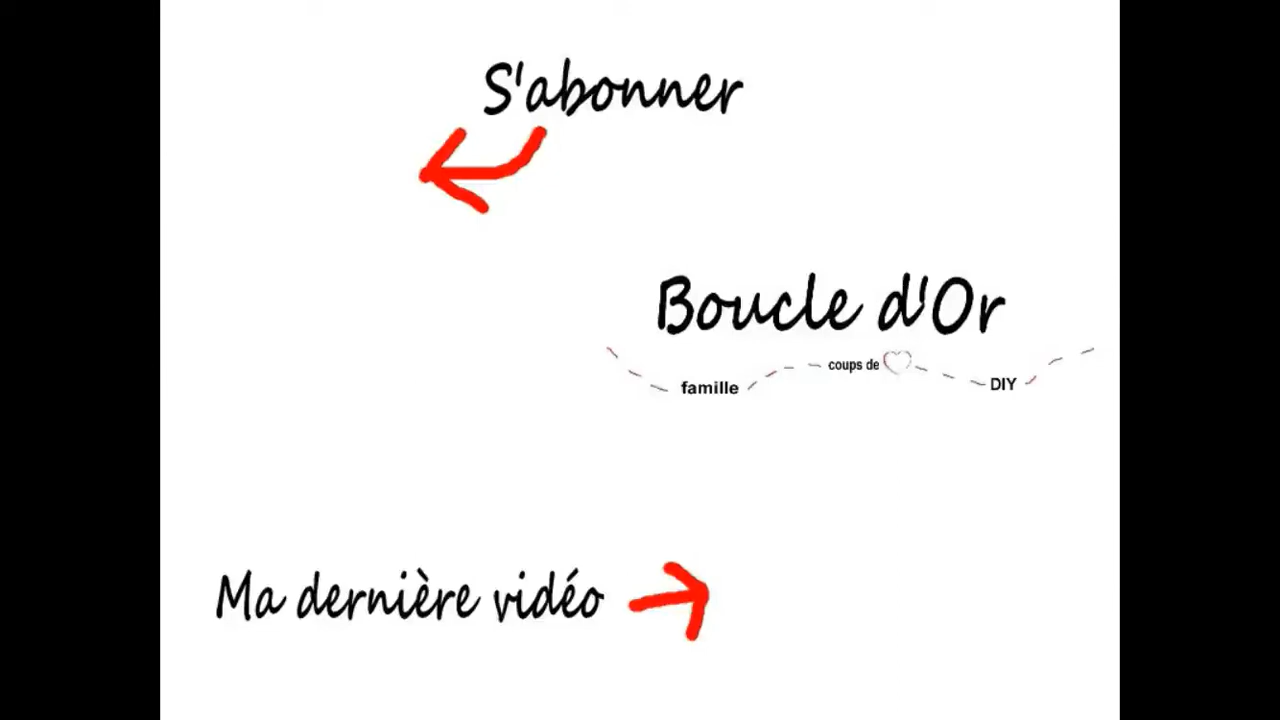 S'abonner
Boucle d'Or
coups de
famille
DIY
Ma dernière vidéo